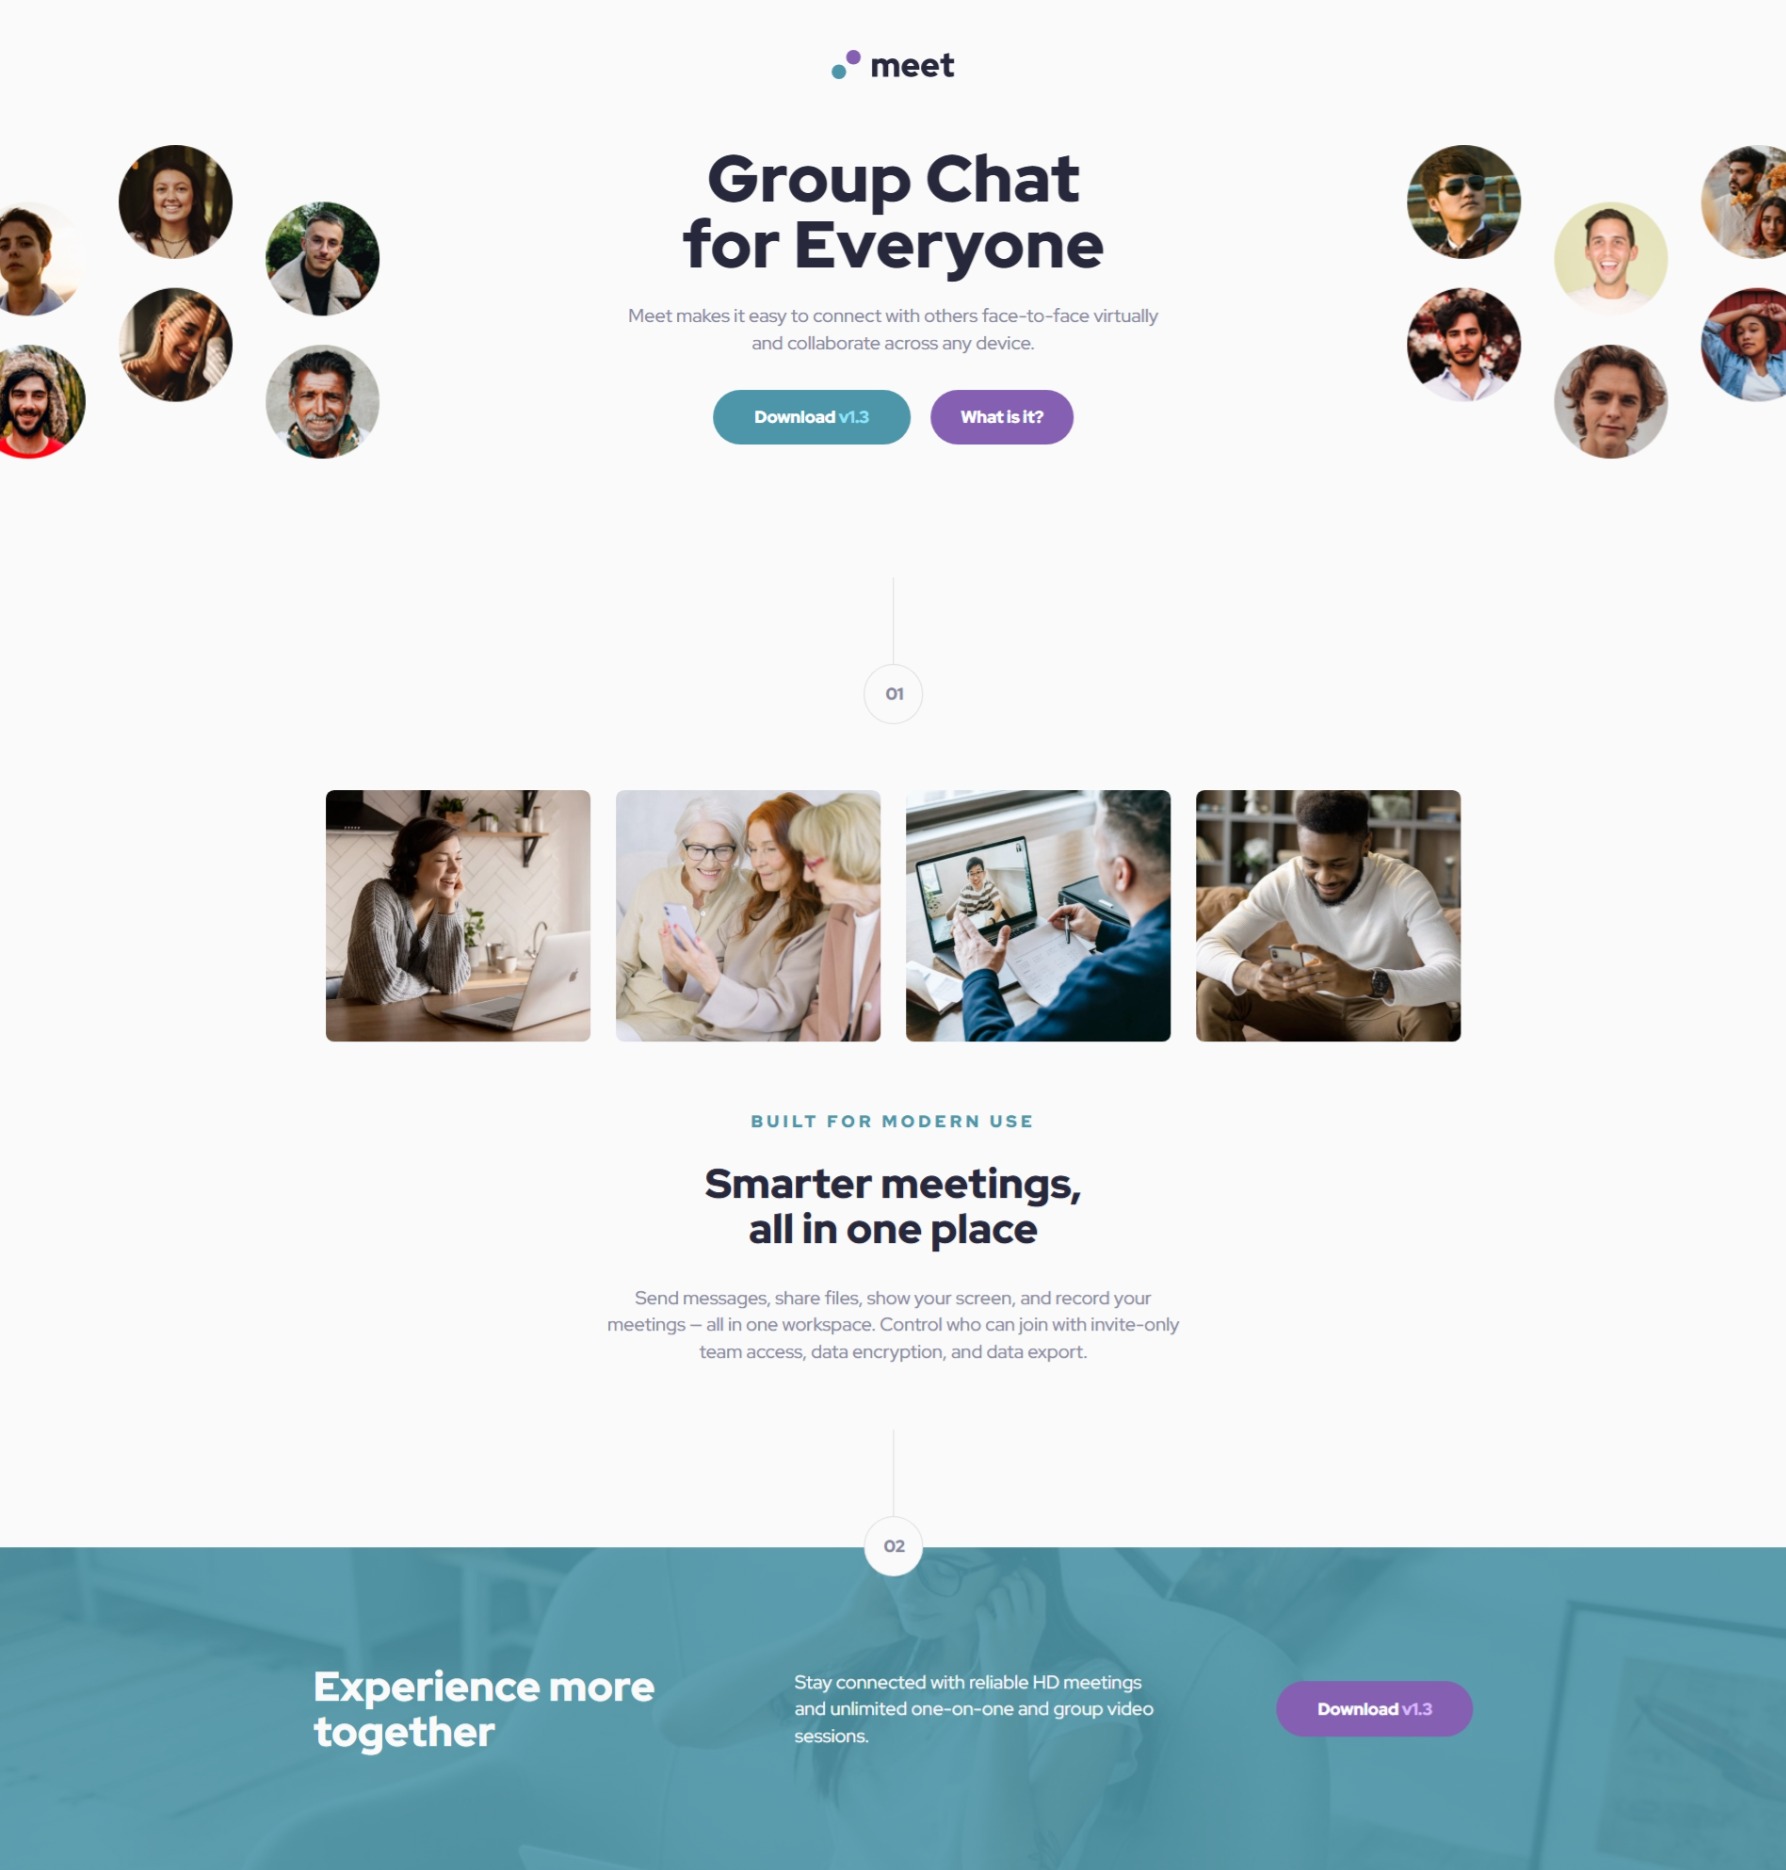 meet
Group Chat
for Everyone
Meet makes it easy to connect with others face-to-face virtually
and collaborate across any device.
Download v1.3
What is it?
01
BUILT FOR MODERN USE
Smarter meetings,
all in one place
Send messages, share files, show your screen, and record your
meetings — all in one workspace. Control who can join with invite-only
team access, data encryption, and data export.
02
Experience more
together
Stay connected with reliable HD meetings
and unlimited one-on-one and group video
sessions.
Download v1.3